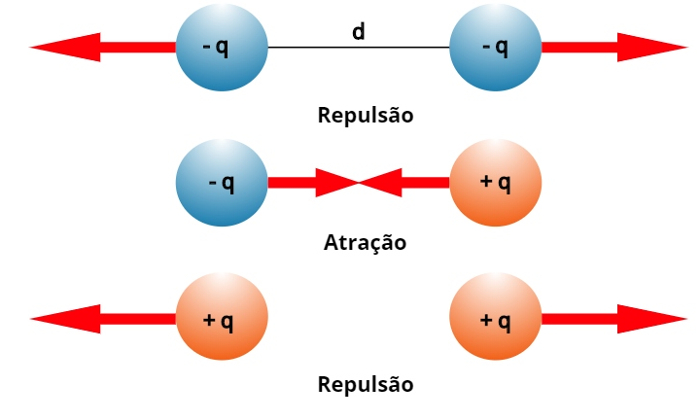 - q d - q
Repulsão
- q + q
Atração
+ q + q
Repulsão